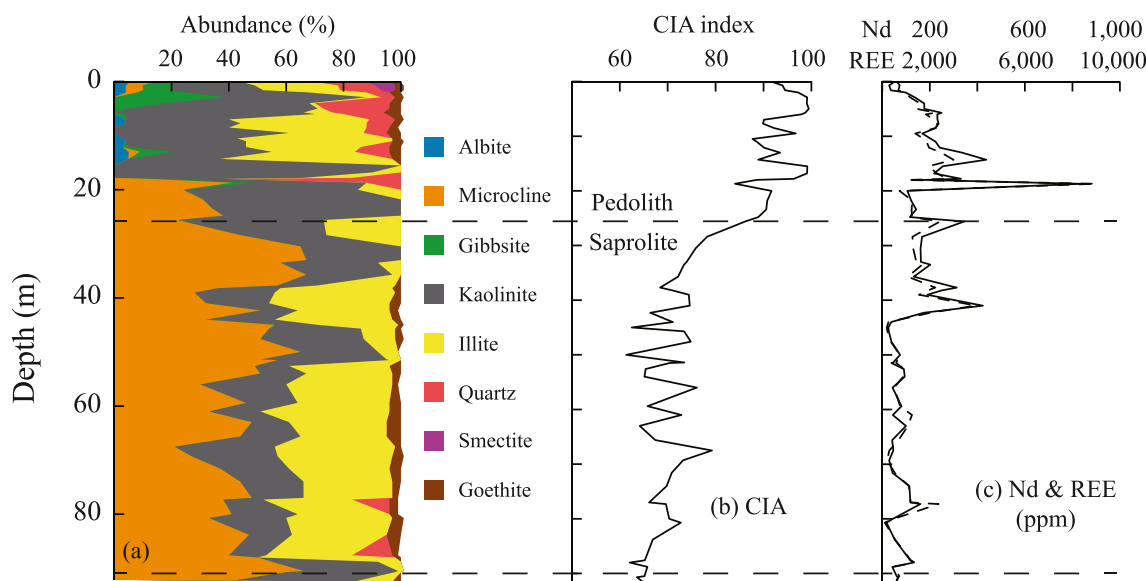 Abundance (%)
CIA index
Nd 200 600 1,000
REE 2,000 6,000 10,000
20 40 60 80 100
60 80 100
0
20
40
60
80
Depth (m)
Albite
Microcline
Gibbsite
Kaolinite
Illite
Quartz
Smectite
Goethite
Pedolith
Saprolite
(a)
(b) CIA
(c) Nd & REE
(ppm)